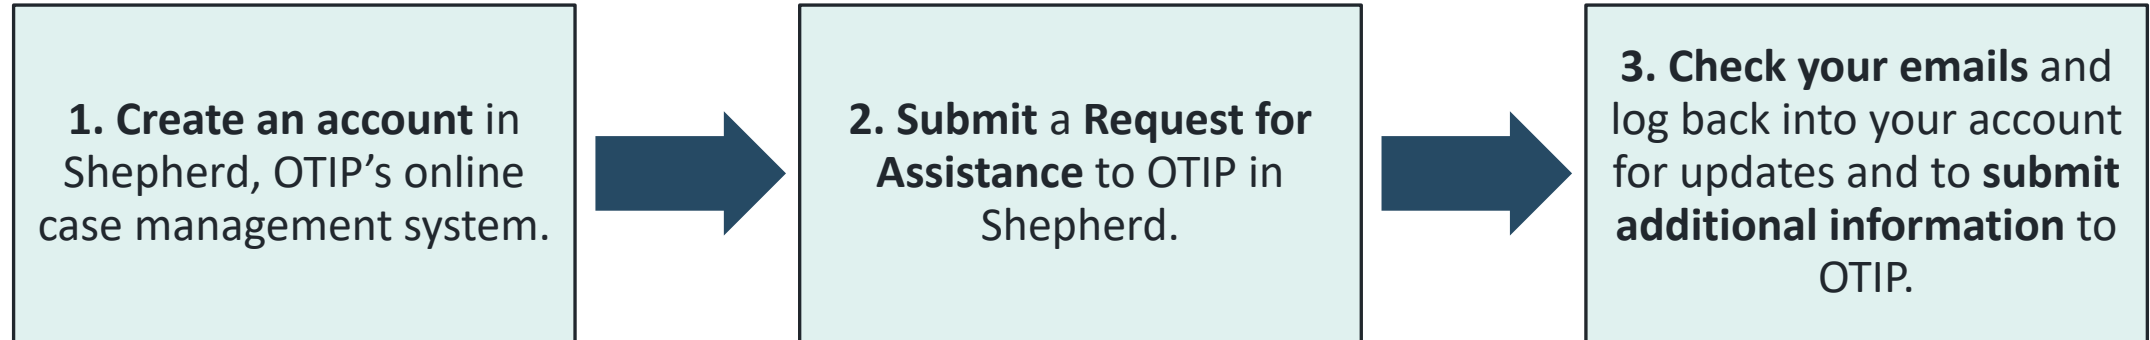 1. Create an account in
Shepherd, OTIP’s online
case management system.
2. Submit a Request for
Assistance to OTIP in
Shepherd.
3. Check your emails and
log back into your account
for updates and to submit
additional information to
OTIP.